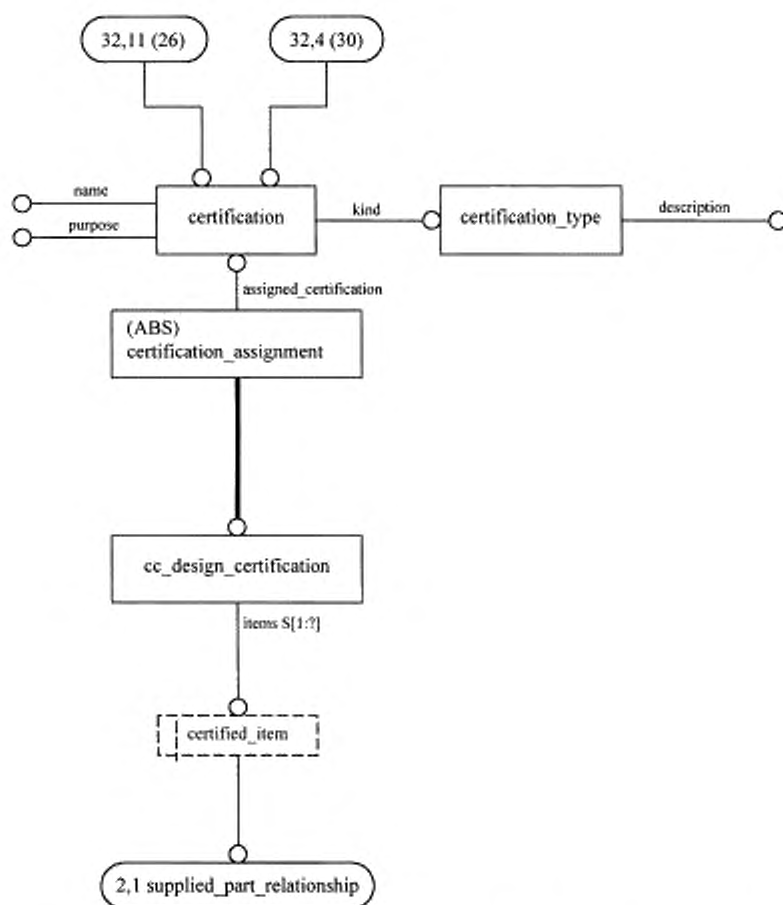 32,11 (26)
32,4 (30)
name
purpose
certification
kind
certification_type
description
assigned_certification
(ABS)
certification_assignment
cc_design_certification
items S[1:?]
certified_item
2,1 supplied_part_relationship